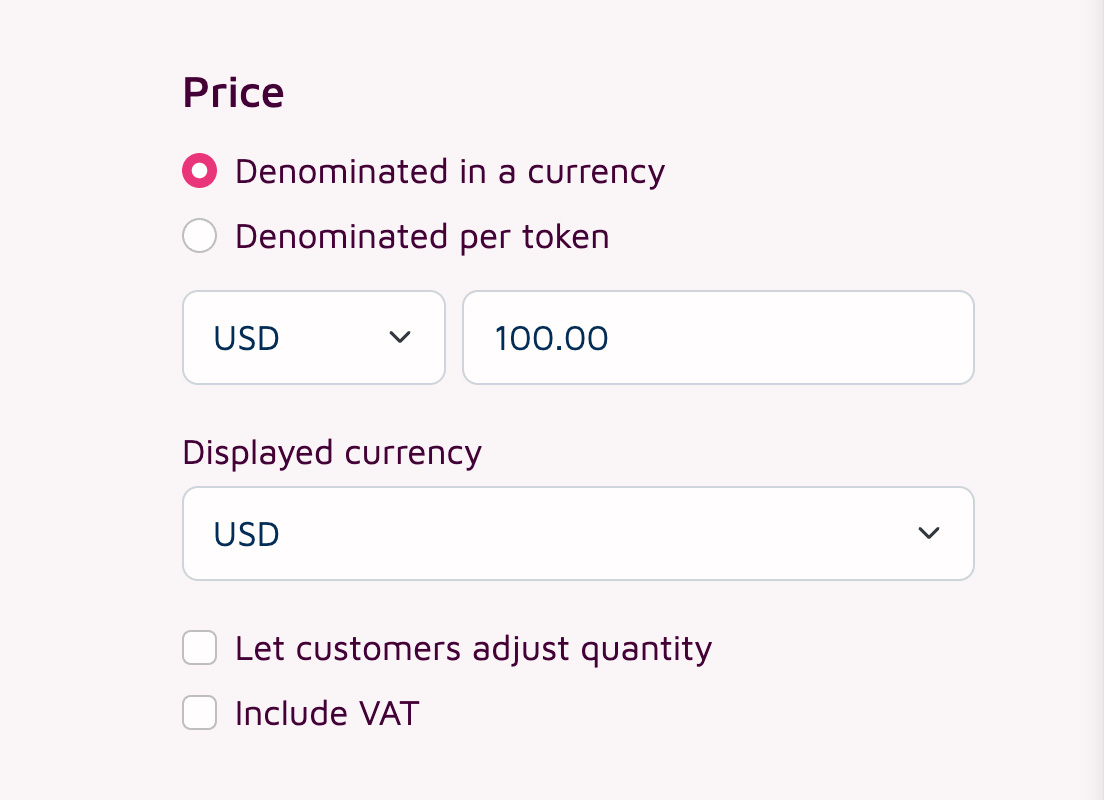 Price
Denominated in a currency
Denominated per token
USD 100.00
Displayed currency
USD
Let customers adjust quantity
Include VAT